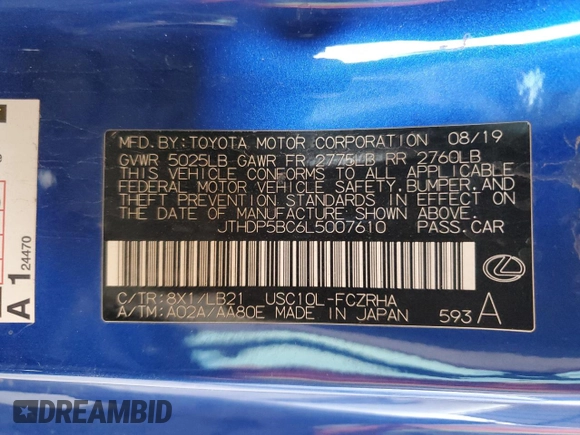 MFD.BY: TOYOTA MOTOR CORPORATION 08/19
GVWR 5025LB GAWR FR 2775LB RR 2760LB
THIS VEHICLE CONFORMS TO ALL APPLICABLE
FEDERAL MOTOR VEHICLE SAFETY, BUMPER, AND
THEFT PREVENTION STANDARDS IN EFFECT ON
THE DATE OF MANUFACTURE SHOWN ABOVE.
JTHDP5BC6L5007610 PASS.CAR
C/TR: 8X1/LB21 USC10L-FCZRHA
A/TM: A02A/AA80E MADE IN JAPAN 593 A
A 1 24470
DREAMBID